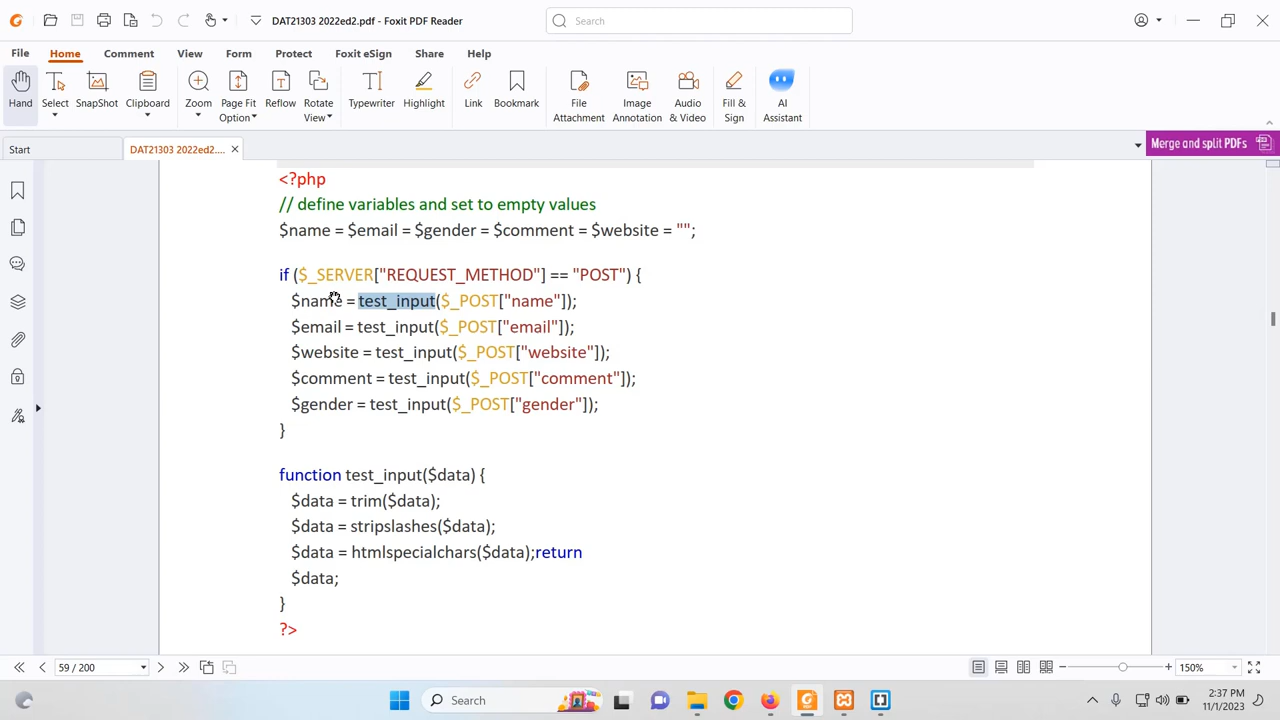 DAT21303 2022ed2.pdf - Foxit PDF Reader
Search
File Home Comment View Form Protect Foxit eSign Share Help
Hand Select SnapShot Clipboard Zoom Page Fit Option Reflow Rotate View Typewriter Highlight Link Bookmark File Attachment Image Annotation Audio & Video Fill & Sign AI Assistant
Start DAT21303 2022ed2.... Merge and split PDFs
<?php
// define variables and set to empty values
$name = $email = $gender = $comment = $website = "";
if ($_SERVER["REQUEST_METHOD"] == "POST") {
$name = test_input($_POST["name"]);
$email = test_input($_POST["email"]);
$website = test_input($_POST["website"]);
$comment = test_input($_POST["comment"]);
$gender = test_input($_POST["gender"]);
}
function test_input($data) {
$data = trim($data);
$data = stripslashes($data);
$data = htmlspecialchars($data);return
$data;
}
?>
59 / 200 150%
Search
2:37 PM
11/1/2023